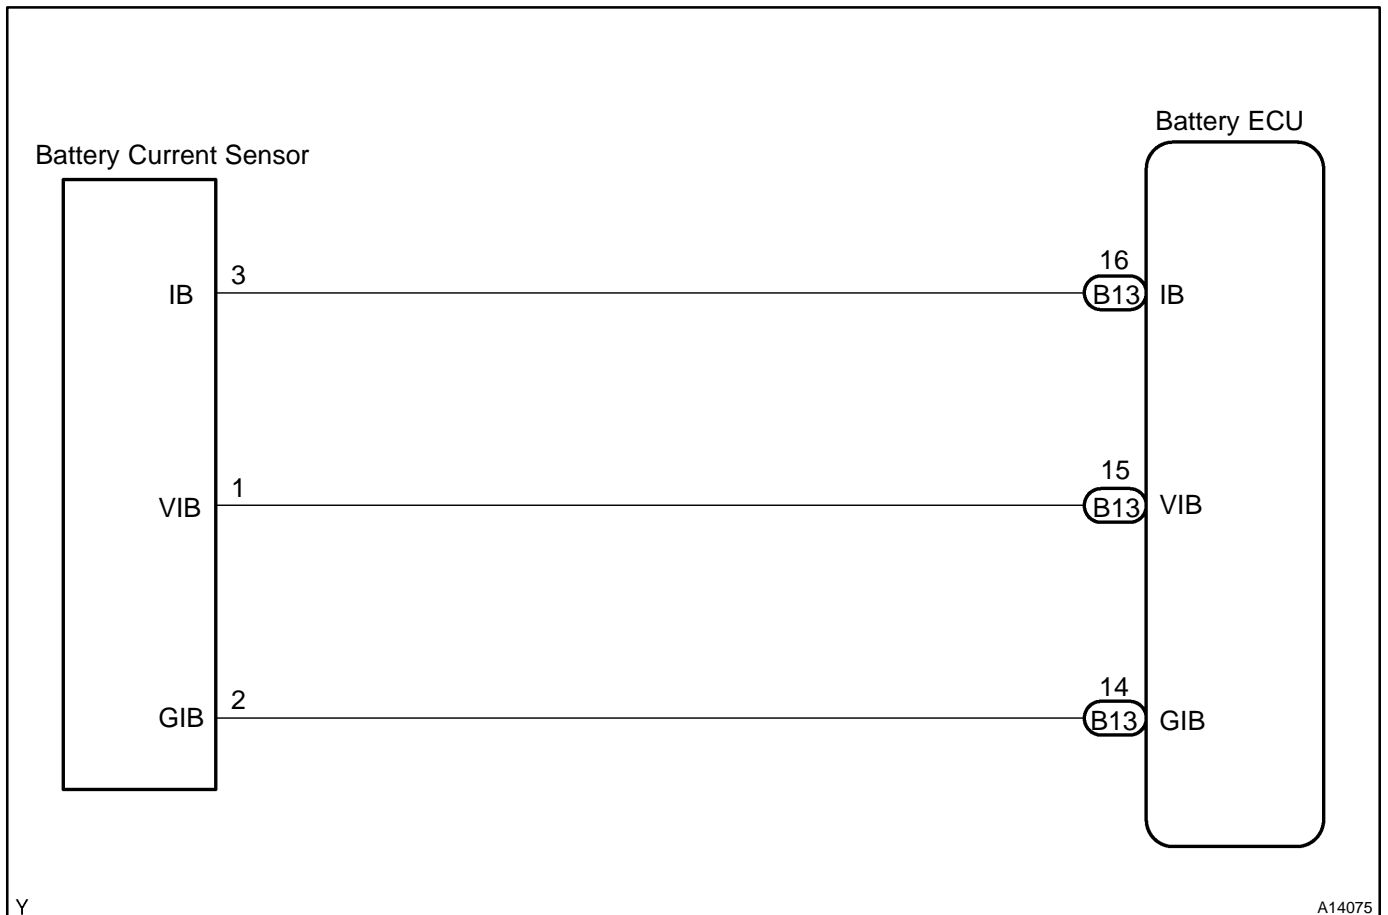 Battery ECU
Battery Current Sensor
IB 3 16 B13 IB
VIB 1 15 B13 VIB
GIB 2 14 B13 GIB
Y A14075